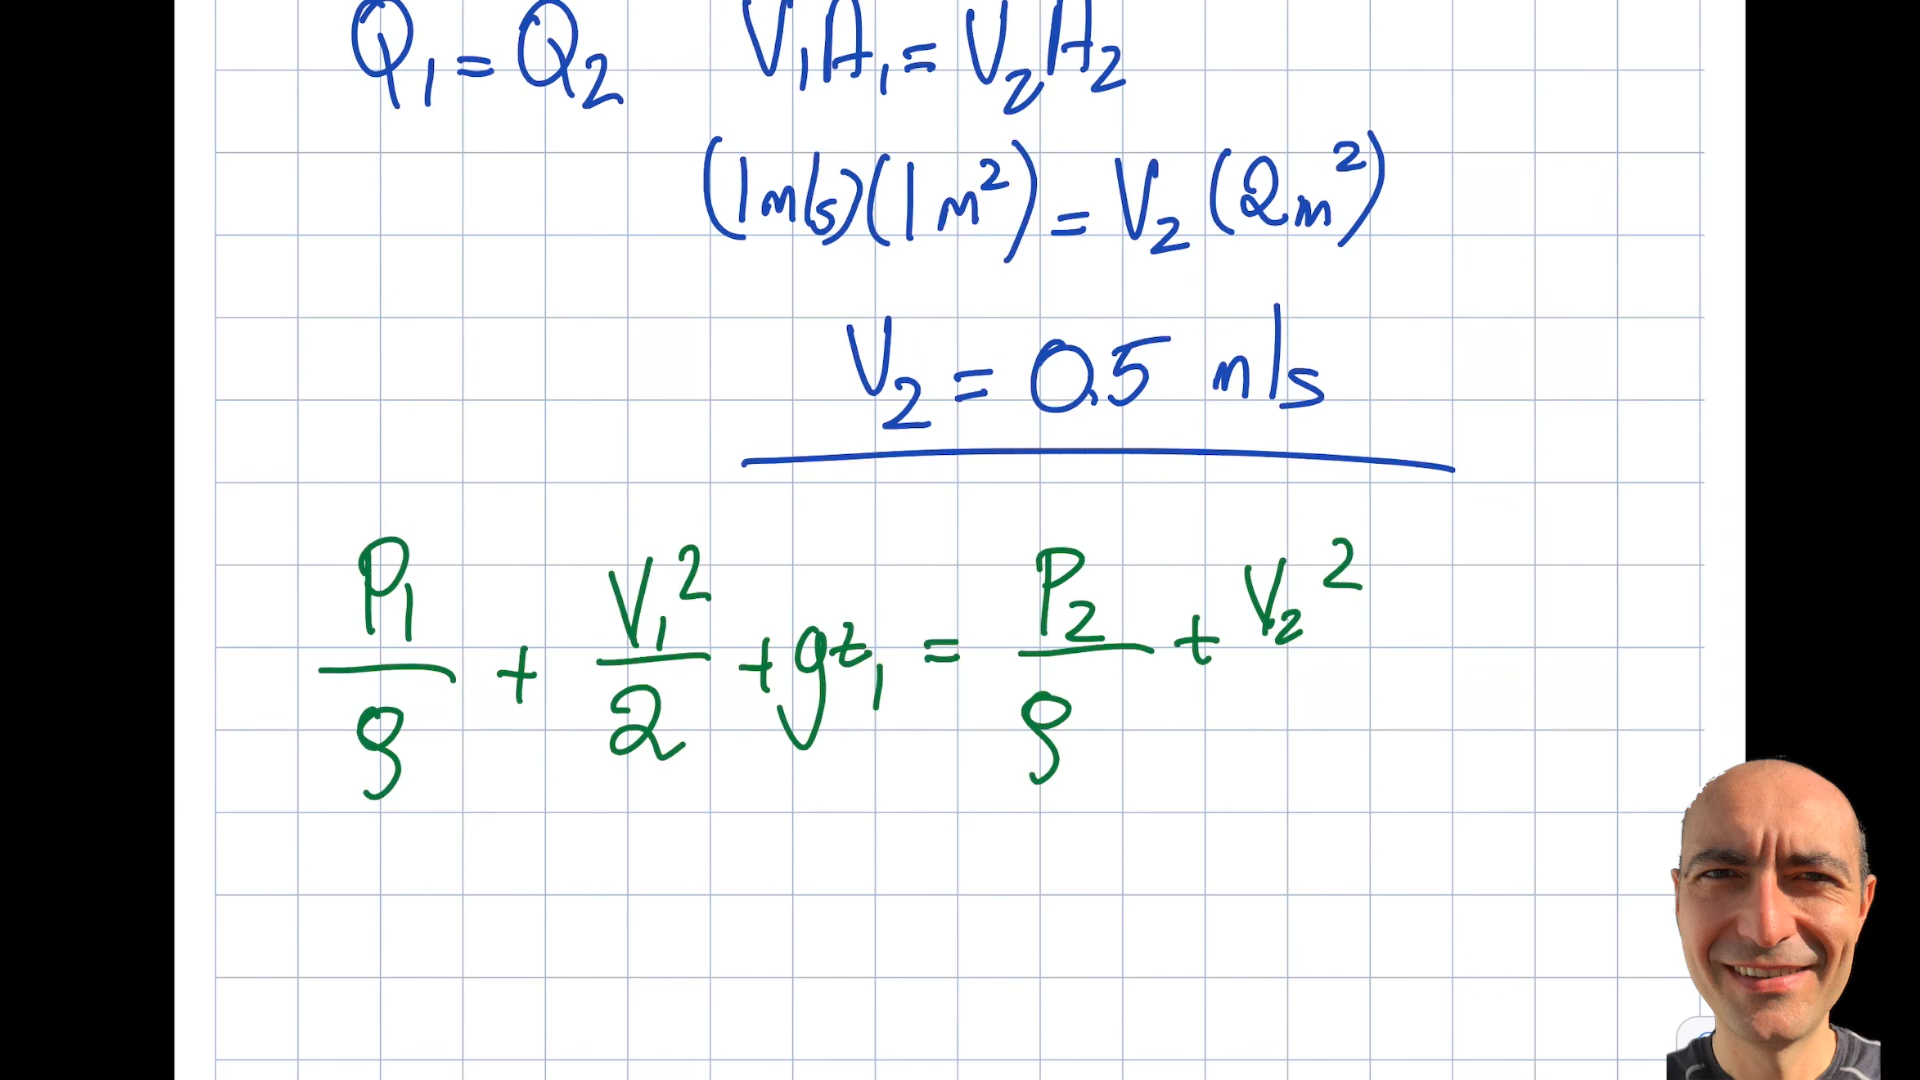 Q₁ = Q₂ V₁A₁ = V₂A₂
(1m/s)(1m²) = V₂(2m²)
V₂ = 0.5 m/s
P₁/ρ + V₁²/2 + gz₁ = P₂/ρ + V₂²